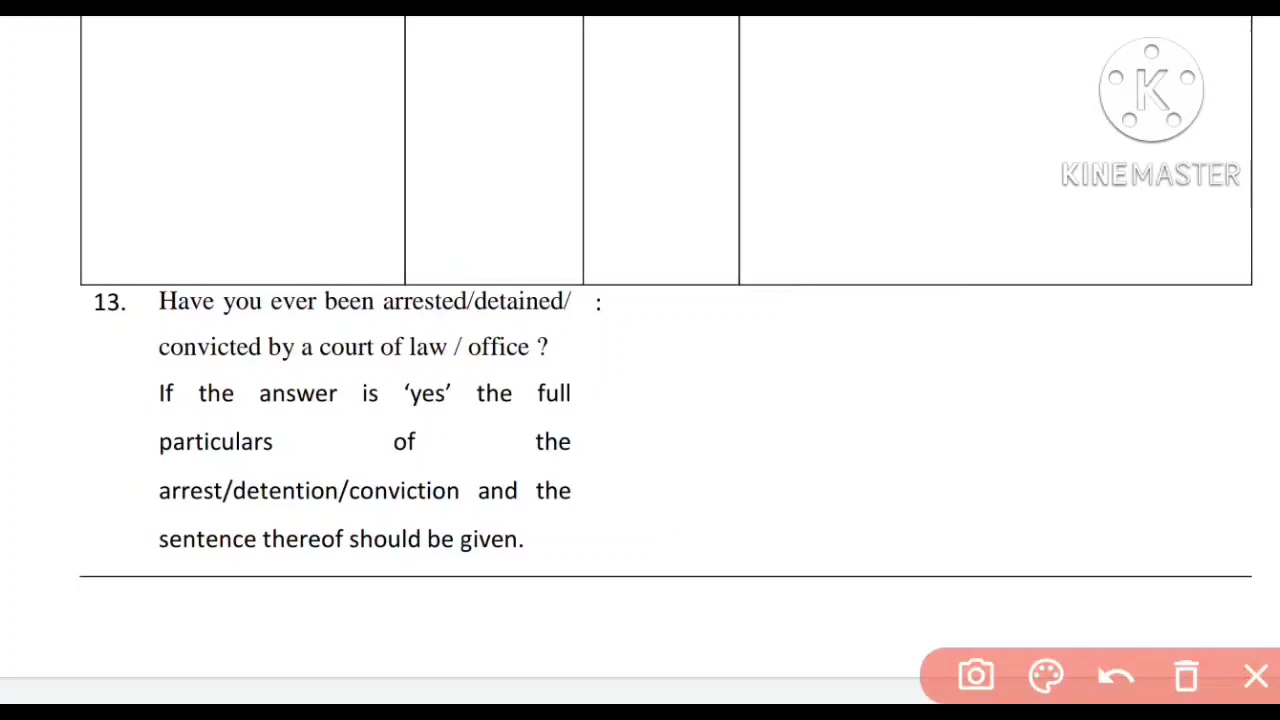 K
KINEMASTER
13. Have you ever been arrested/detained/ :
convicted by a court of law / office ?
If the answer is ‘yes’ the full
particulars of the
arrest/detention/conviction and the
sentence thereof should be given.